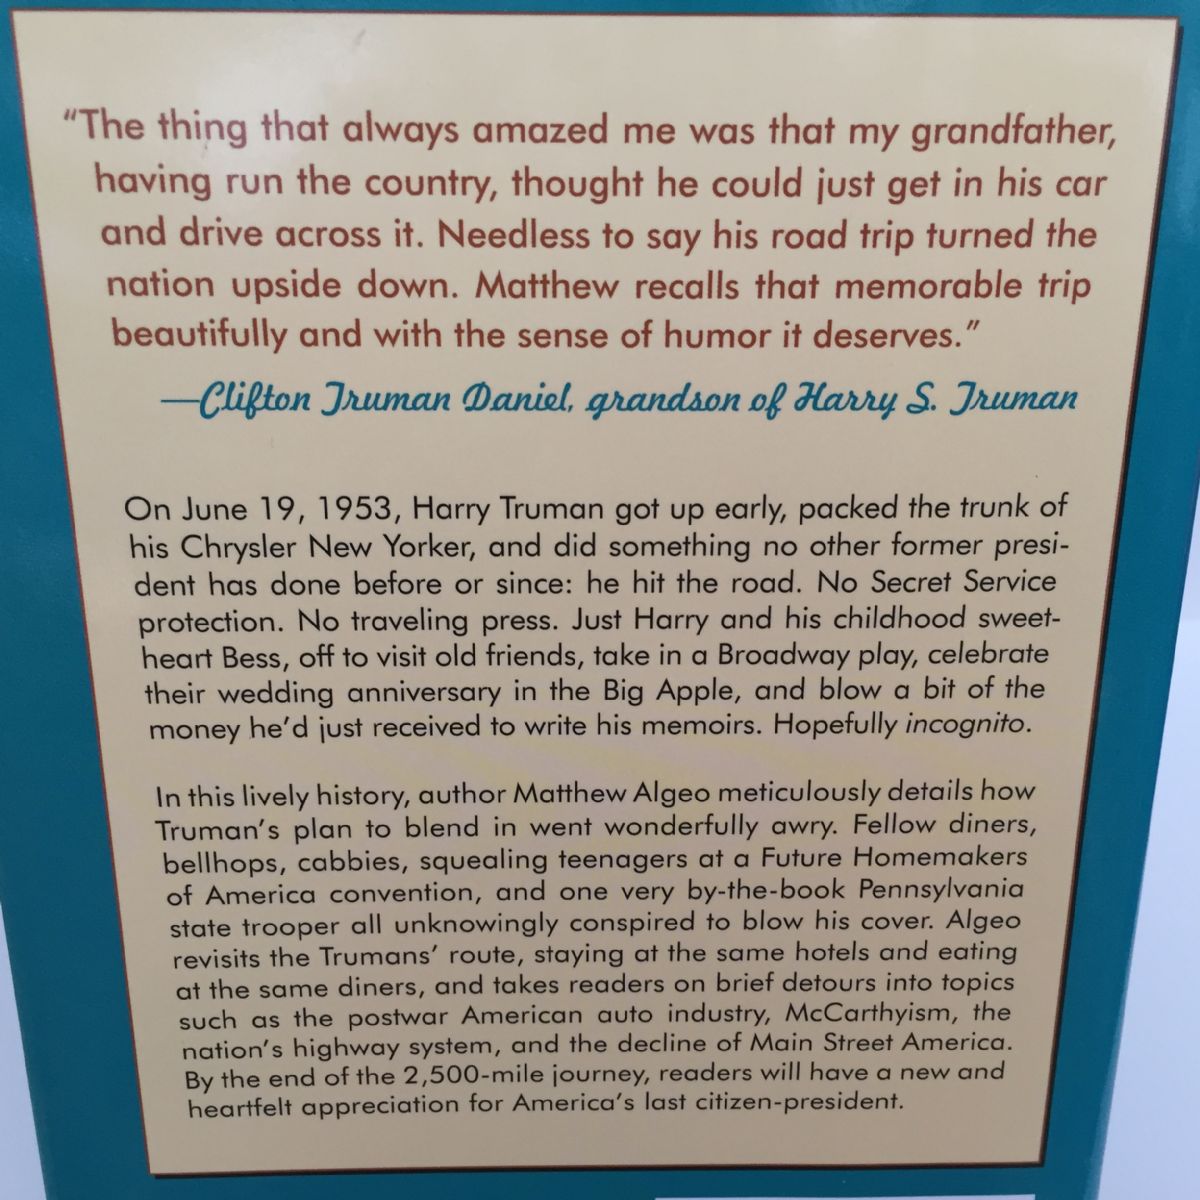 “The thing that always amazed me was that my grandfather,
having run the country, thought he could just get in his car
and drive across it. Needless to say his road trip turned the
nation upside down. Matthew recalls that memorable trip
beautifully and with the sense of humor it deserves.”
—Clifton Truman Daniel, grandson of Harry S. Truman
On June 19, 1953, Harry Truman got up early, packed the trunk of
his Chrysler New Yorker, and did something no other former presi-
dent has done before or since: he hit the road. No Secret Service
protection. No traveling press. Just Harry and his childhood sweet-
heart Bess, off to visit old friends, take in a Broadway play, celebrate
their wedding anniversary in the Big Apple, and blow a bit of the
money he’d just received to write his memoirs. Hopefully incognito.
In this lively history, author Matthew Algeo meticulously details how
Truman’s plan to blend in went wonderfully awry. Fellow diners,
bellhops, cabbies, squealing teenagers at a Future Homemakers
of America convention, and one very by-the-book Pennsylvania
state trooper all unknowingly conspired to blow his cover. Algeo
revisits the Trumans’ route, staying at the same hotels and eating
at the same diners, and takes readers on brief detours into topics
such as the postwar American auto industry, McCarthyism, the
nation’s highway system, and the decline of Main Street America.
By the end of the 2,500-mile journey, readers will have a new and
heartfelt appreciation for America’s last citizen-president.